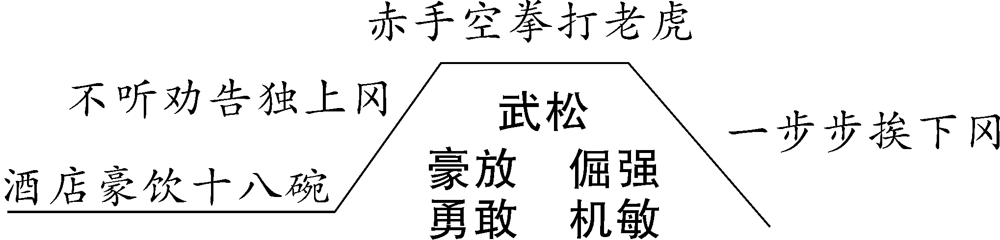 赤手空拳打老虎
不听劝告独上冈
武松
一步步挨下冈
豪放 倔强
酒店豪饮十八碗
勇敢 机敏